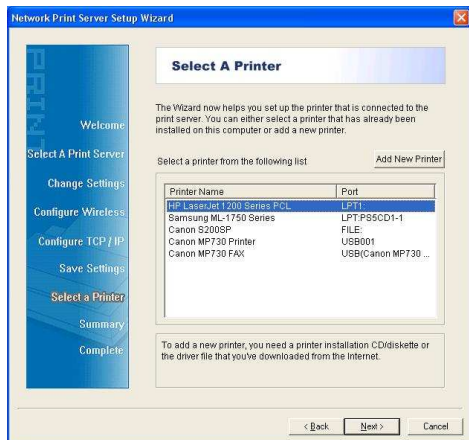 Network Print Server Setup Wizard
PRINT
Welcome
Select A Print Server
Change Settings
Configure Wireless
Configure TCP / IP
Save Settings
Select a Printer
Summary
Complete
Select A Printer
The Wizard now helps you set up the printer that is connected to the
print server. You can either select a printer that has already been
installed on this computer or add a new printer.
Select a printer from the following list
Add New Printer
Printer Name Port
HP LaserJet 1200 Series PCL LPT1:
Samsung ML-1750 Series LPT:PS5CD1-1
Canon S200SP FILE:
Canon MP730 Printer USB001
Canon MP730 FAX USB(Canon MP730 ...
To add a new printer, you need a printer installation CD/diskette or
the driver file that you've downloaded from the Internet.
< Back Next > Cancel